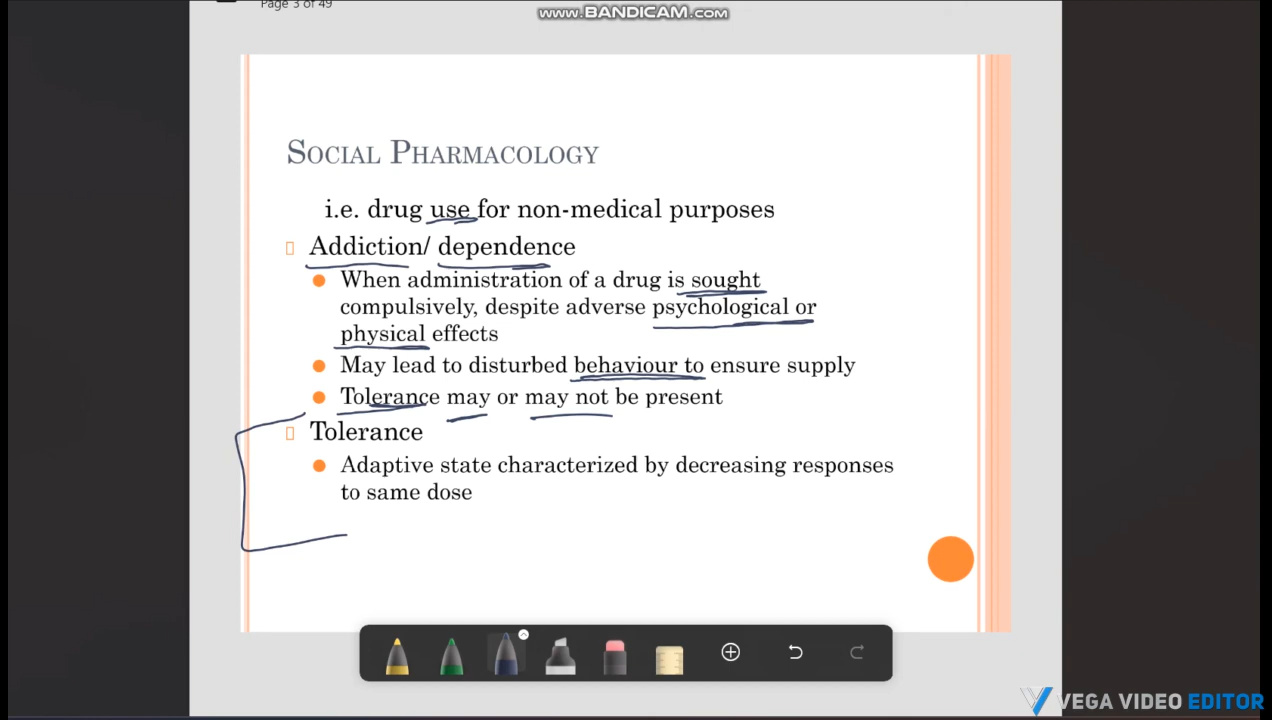 Page 3 of 49
www.BANDICAM.com
Social Pharmacology
i.e. drug use for non-medical purposes
Addiction/ dependence
When administration of a drug is sought
compulsively, despite adverse psychological or
physical effects
May lead to disturbed behaviour to ensure supply
Tolerance may or may not be present
Tolerance
Adaptive state characterized by decreasing responses
to same dose
VEGA VIDEO EDITOR